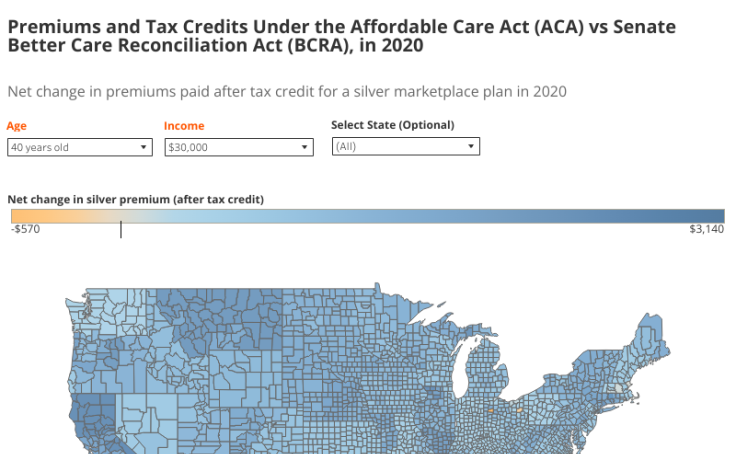 Premiums and Tax Credits Under the Affordable Care Act (ACA) vs Senate
Better Care Reconciliation Act (BCRA), in 2020
Net change in premiums paid after tax credit for a silver marketplace plan in 2020
Age
Income
Select State (Optional)
40 years old
$30,000
(All)
Net change in silver premium (after tax credit)
-$570
$3,140